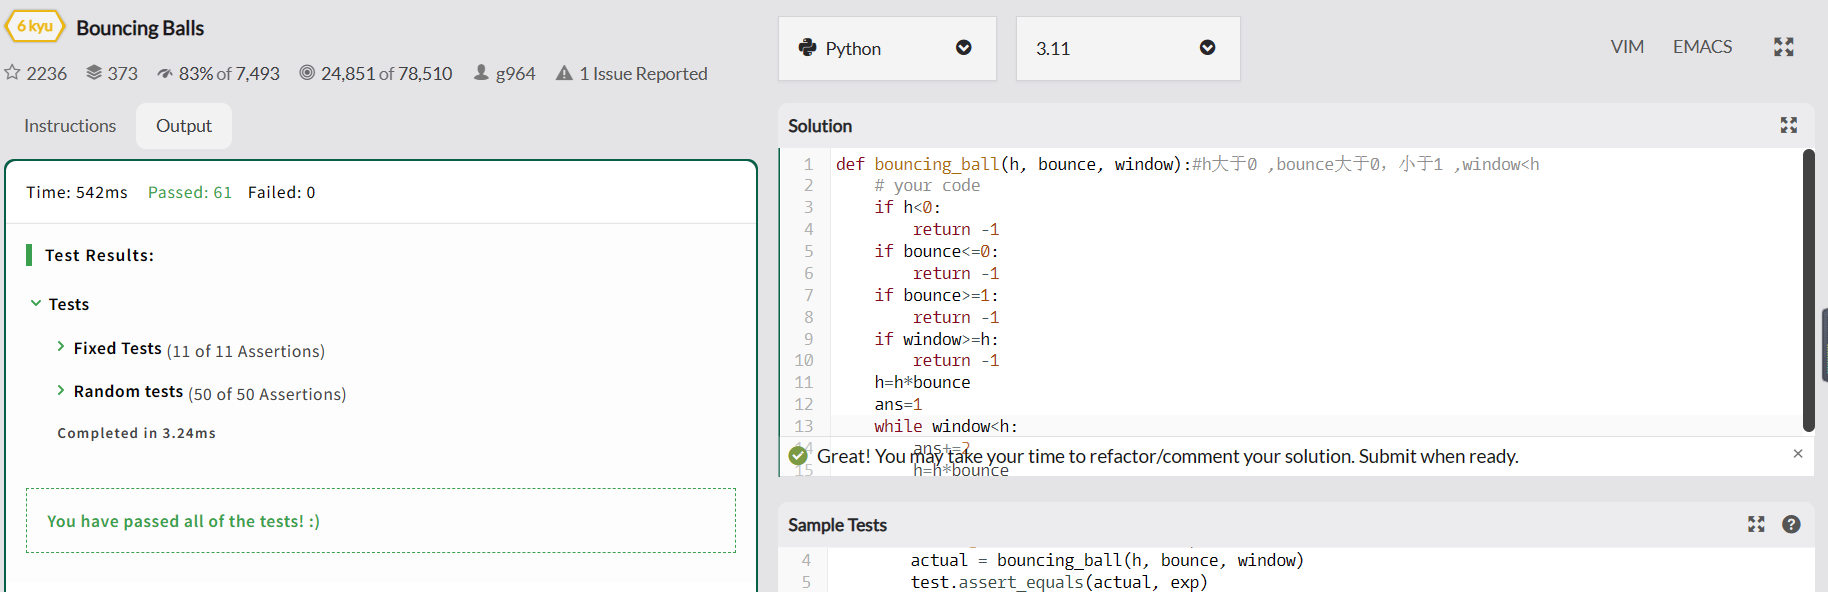 6 kyu
Bouncing Balls
2236 373 83% of 7,493 24,851 of 78,510 g964 1 Issue Reported
Instructions Output
Time: 542ms Passed: 61 Failed: 0
Test Results:
Tests
Fixed Tests (11 of 11 Assertions)
Random tests (50 of 50 Assertions)
Completed in 3.24ms
You have passed all of the tests! :)
Python 3.11 VIM EMACS
Solution
1 def bouncing_ball(h, bounce, window):#h大于0 ,bounce大于0，小于1 ,window<h
2 # your code
3 if h<0:
4 return -1
5 if bounce<=0:
6 return -1
7 if bounce>=1:
8 return -1
9 if window>=h:
10 return -1
11 h=h*bounce
12 ans=1
13 while window<h:
14 ans+=2
Great! You may take your time to refactor/comment your solution. Submit when ready.
15 h=h*bounce
Sample Tests
4 actual = bouncing_ball(h, bounce, window)
5 test.assert_equals(actual, exp)